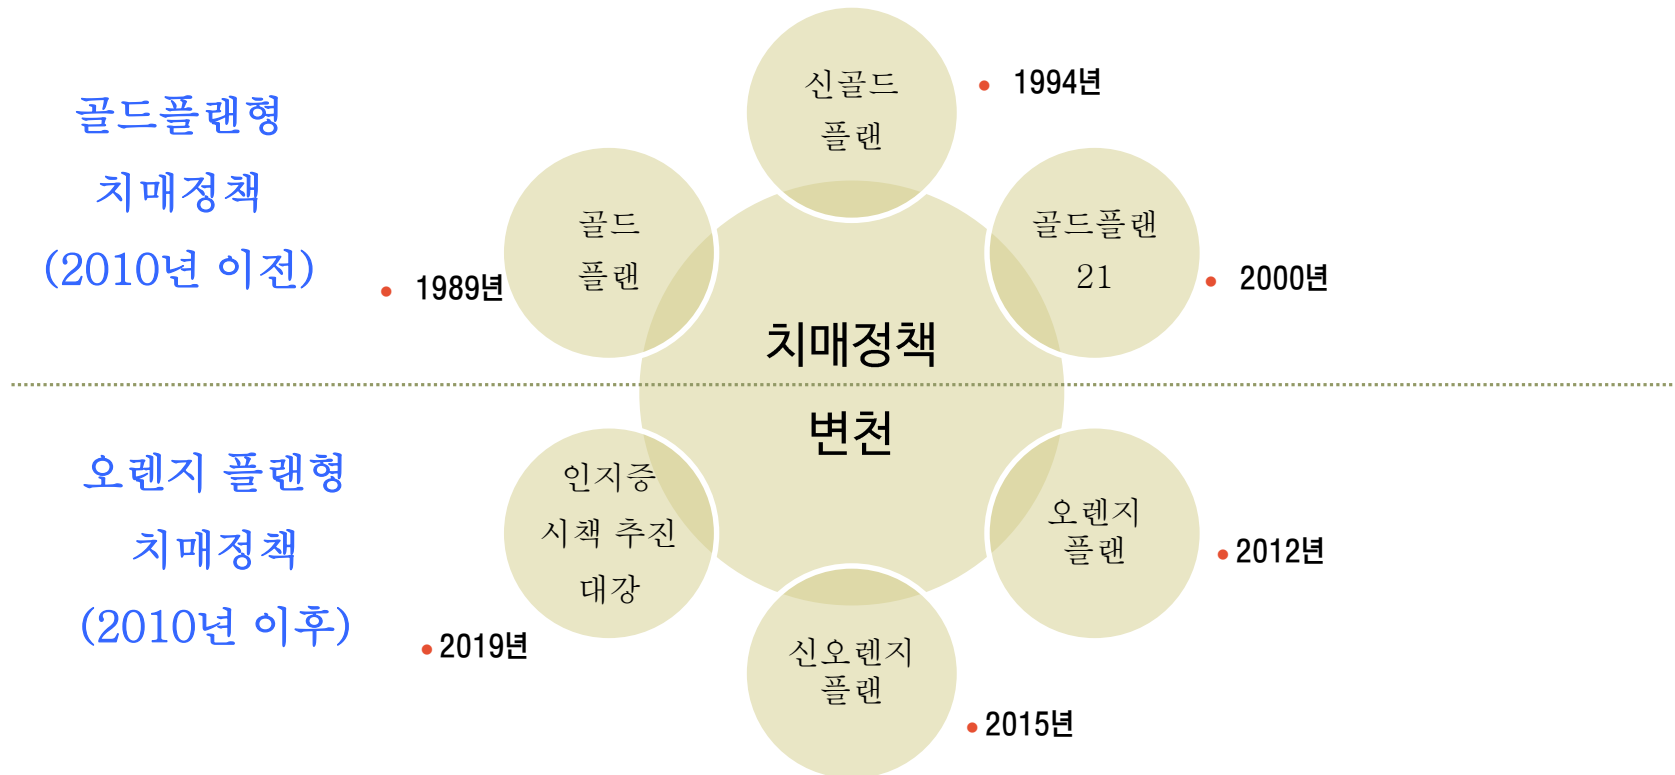 골드플랜형
치매정책
(2010년 이전)
신골드
플랜
• 1994년
골드
플랜
• 1989년
골드플랜
21
• 2000년
치매정책
변천
오렌지 플랜형
치매정책
(2010년 이후)
인지증
시책 추진
대강
• 2019년
오렌지
플랜
• 2012년
신오렌지
플랜
• 2015년